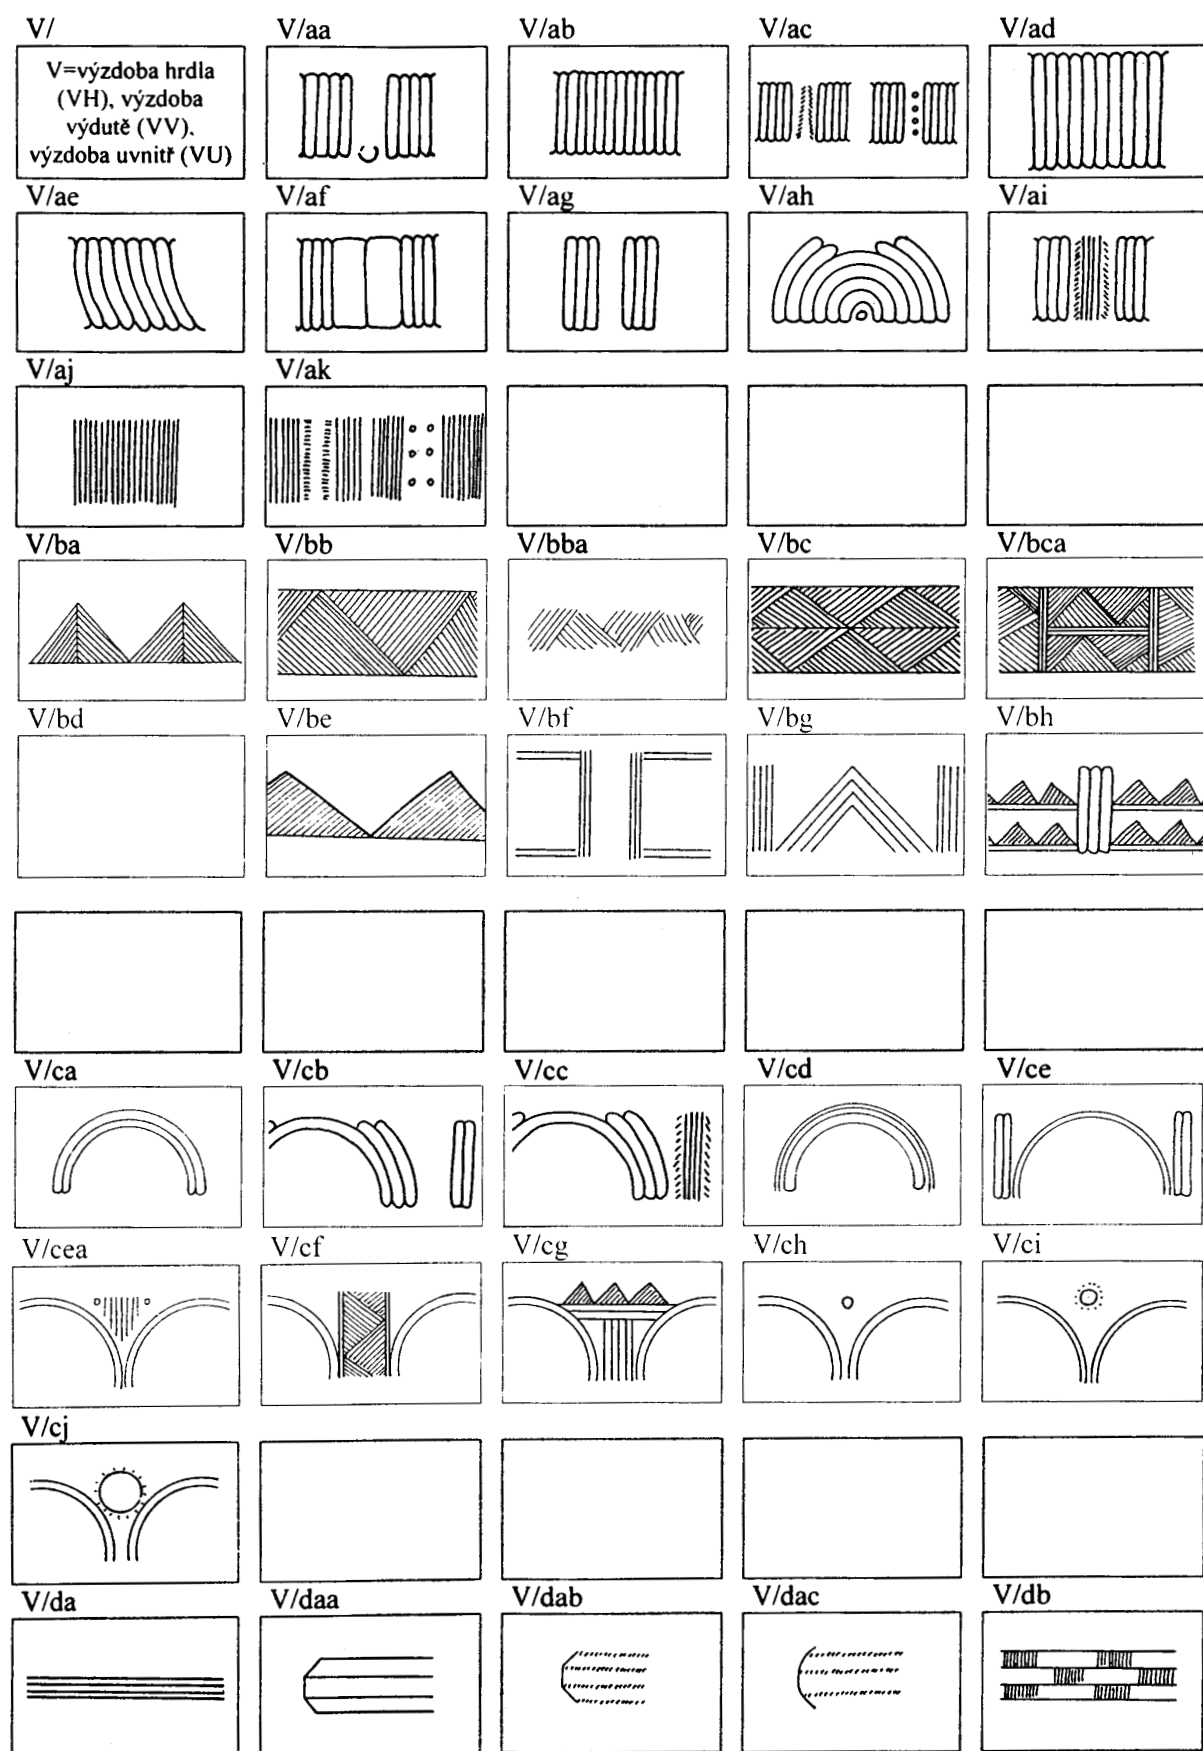 V/ V/aa V/ab V/ac V/ad
V=výzdoba hrdla
(VH), výzdoba
výdutě (VV),
výzdoba uvnitř (VU)
V/ae V/af V/ag V/ah V/ai
V/aj V/ak
V/ba V/bb V/bba V/bc V/bca
V/bd V/be V/bf V/bg V/bh
V/ca V/cb V/cc V/cd V/ce
V/cea V/cf V/cg V/ch V/ci
V/cj
V/da V/daa V/dab V/dac V/db